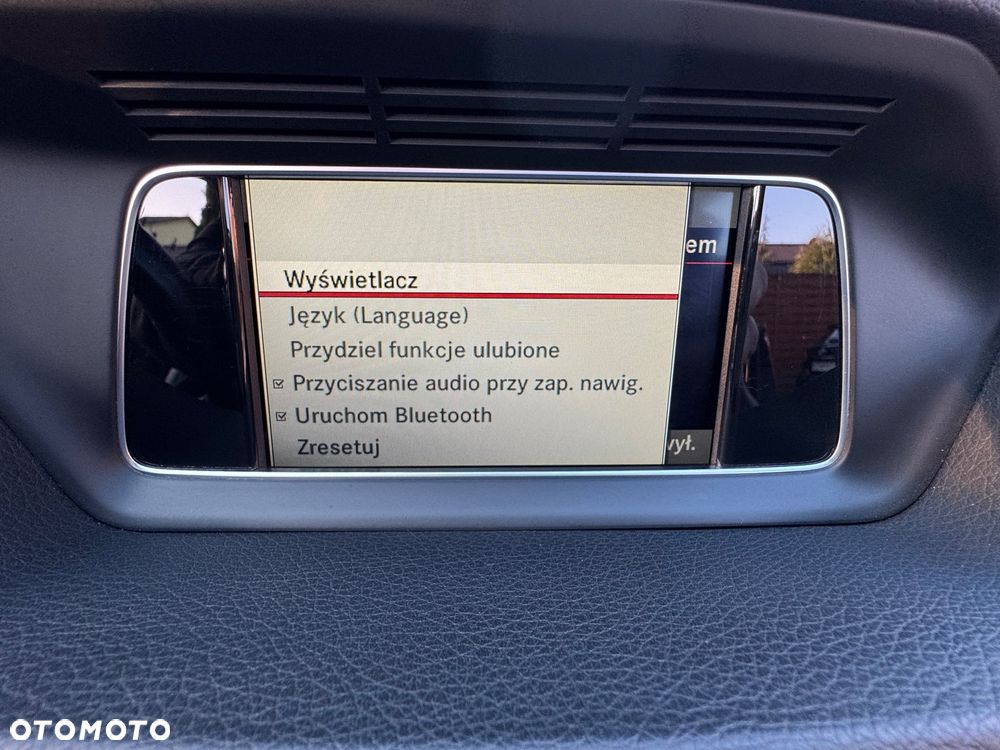 em
Wyświetlacz
Język (Language)
Przydziel funkcje ulubione
Przyciszanie audio przy zap. nawig.
Uruchom Bluetooth
Zresetuj
wył.
OTOMOTO